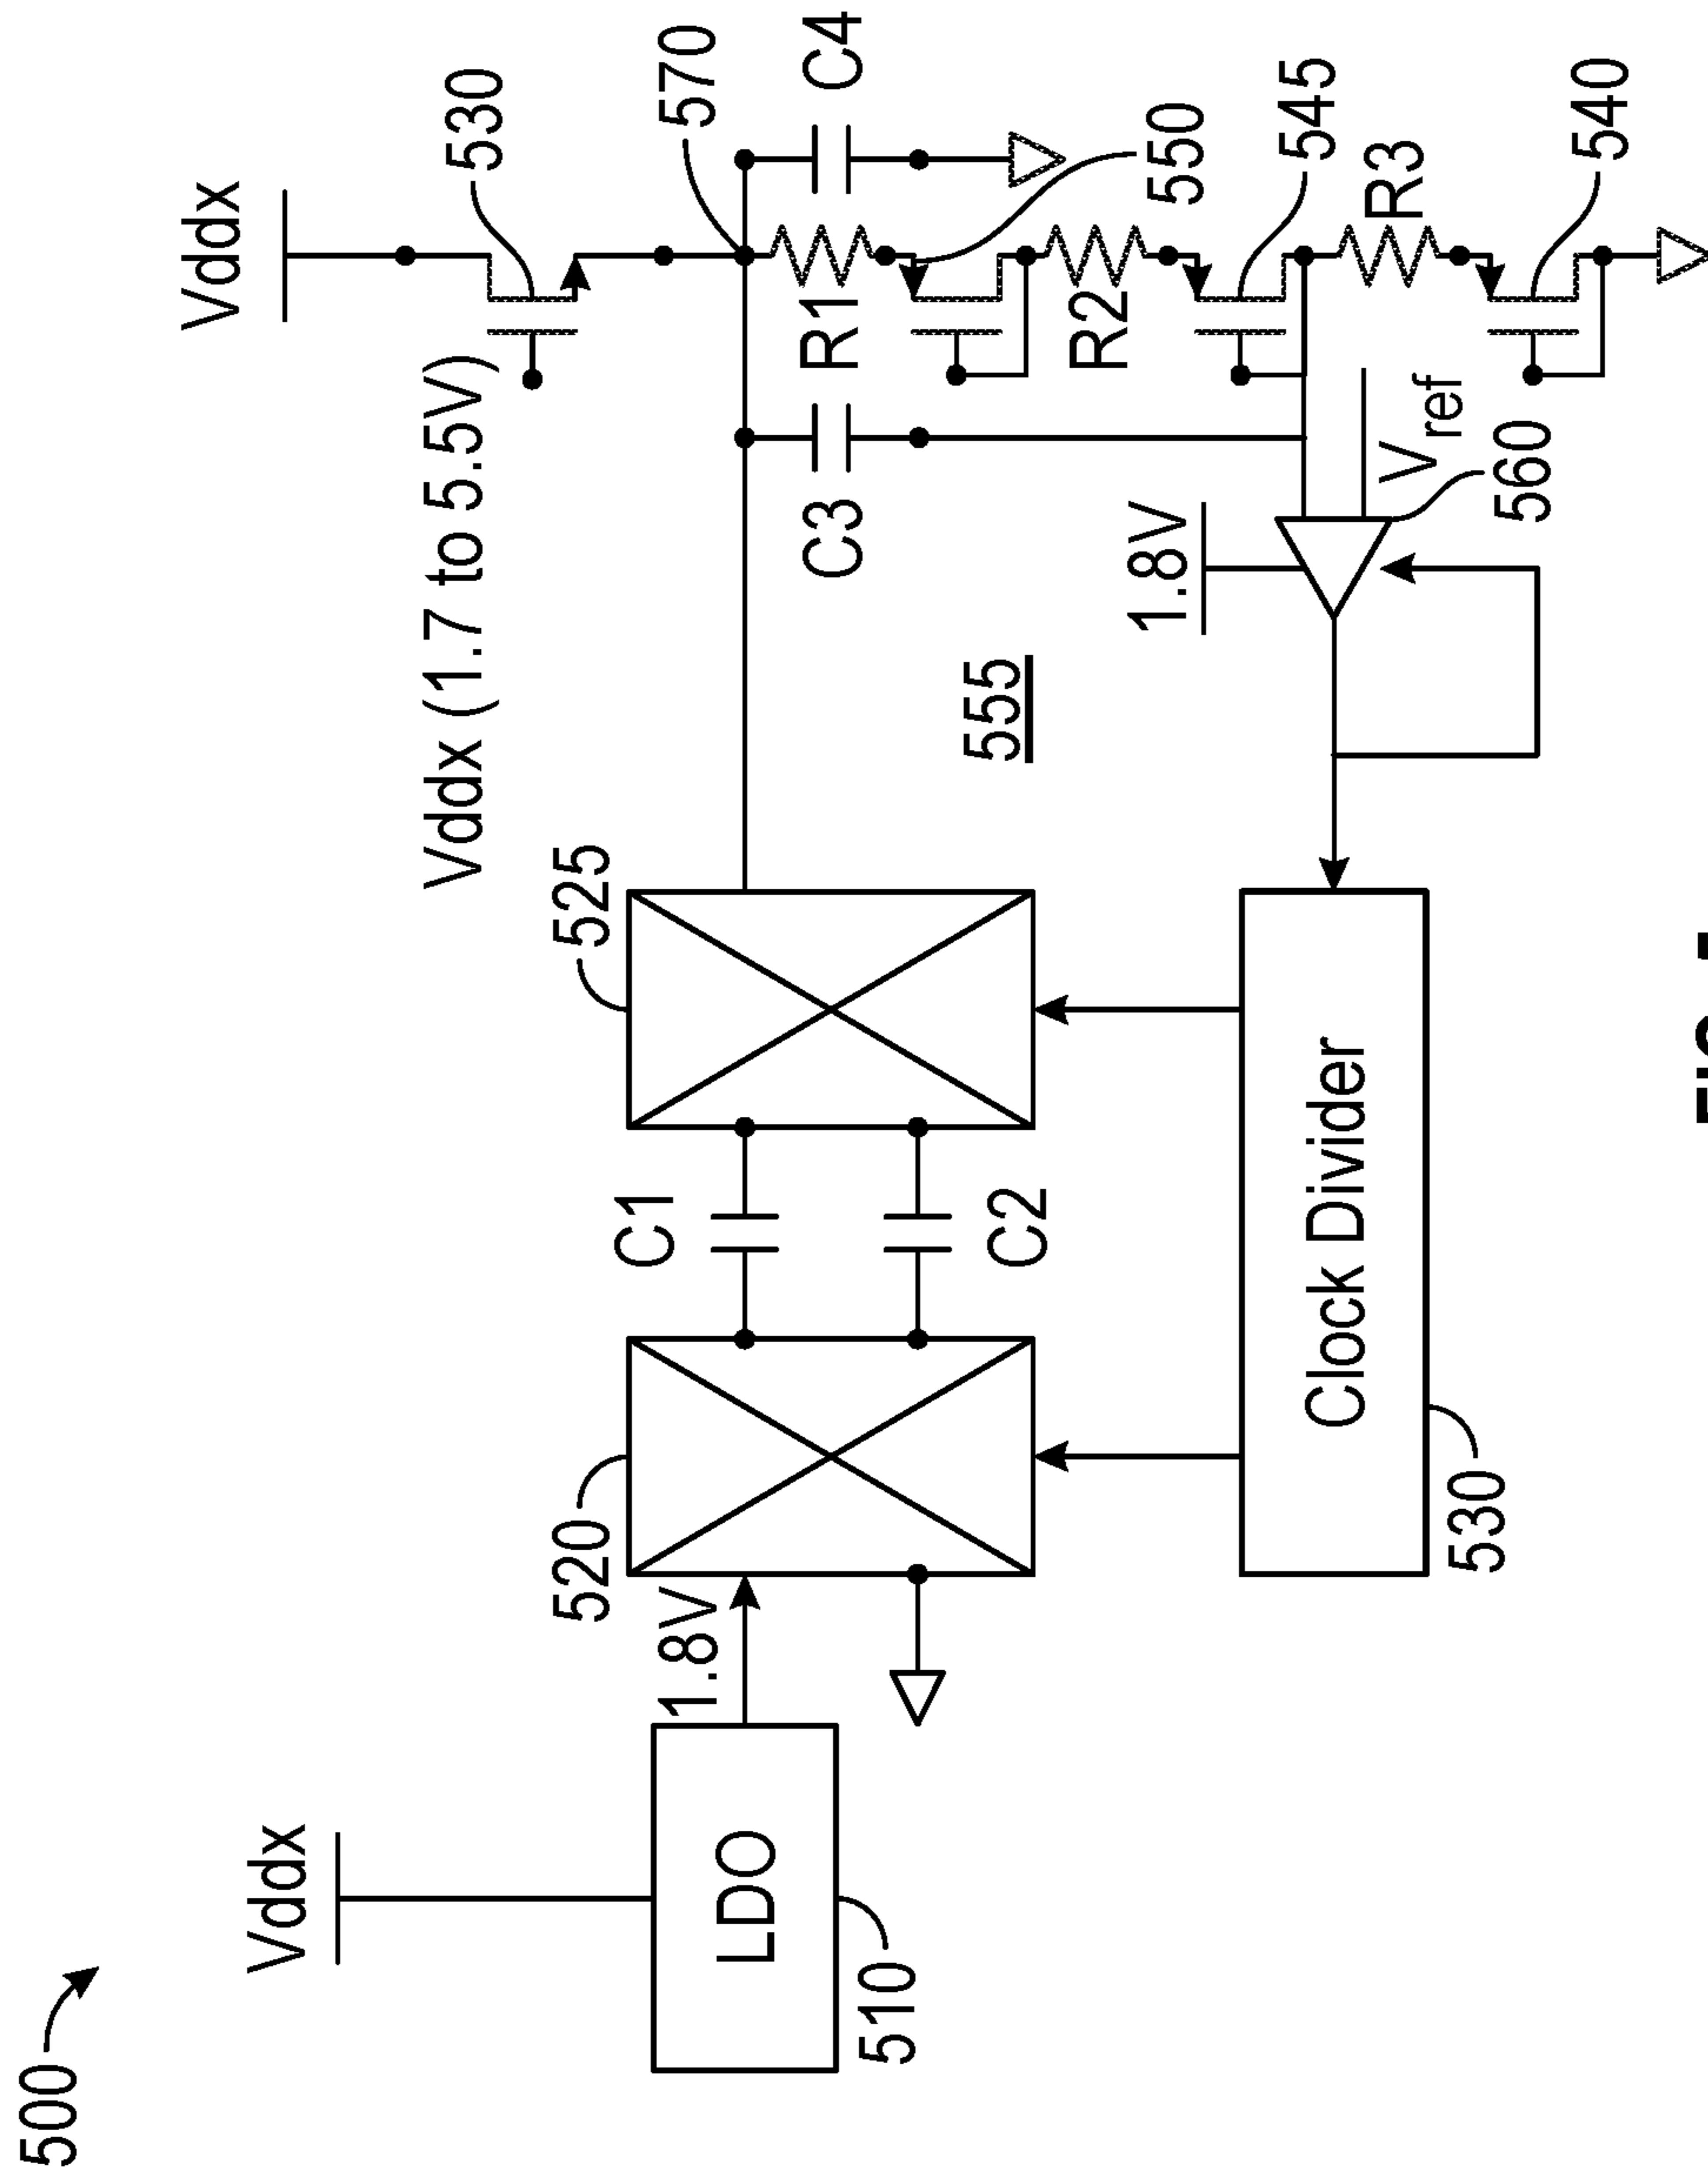 500
Vddx
Vddx
Vddx (1.7 to 5.5V)
530
520
525
C1
1.8V
570
LDO
C3
R1
C4
510
555
C2
R2
1.8V
550
Clock Divider
545
R3
Vref
530
560
540